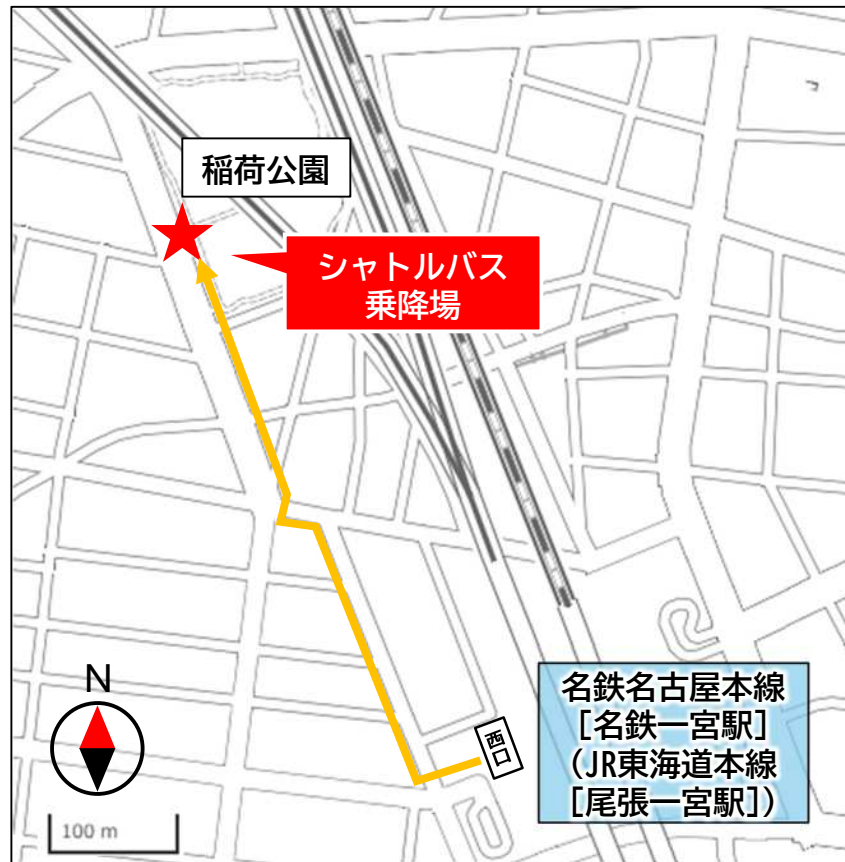 稲荷公園
シャトルバス
乗降場
N
西口
名鉄名古屋本線
[名鉄一宮駅]
(JR東海道本線
[尾張一宮駅])
100 m